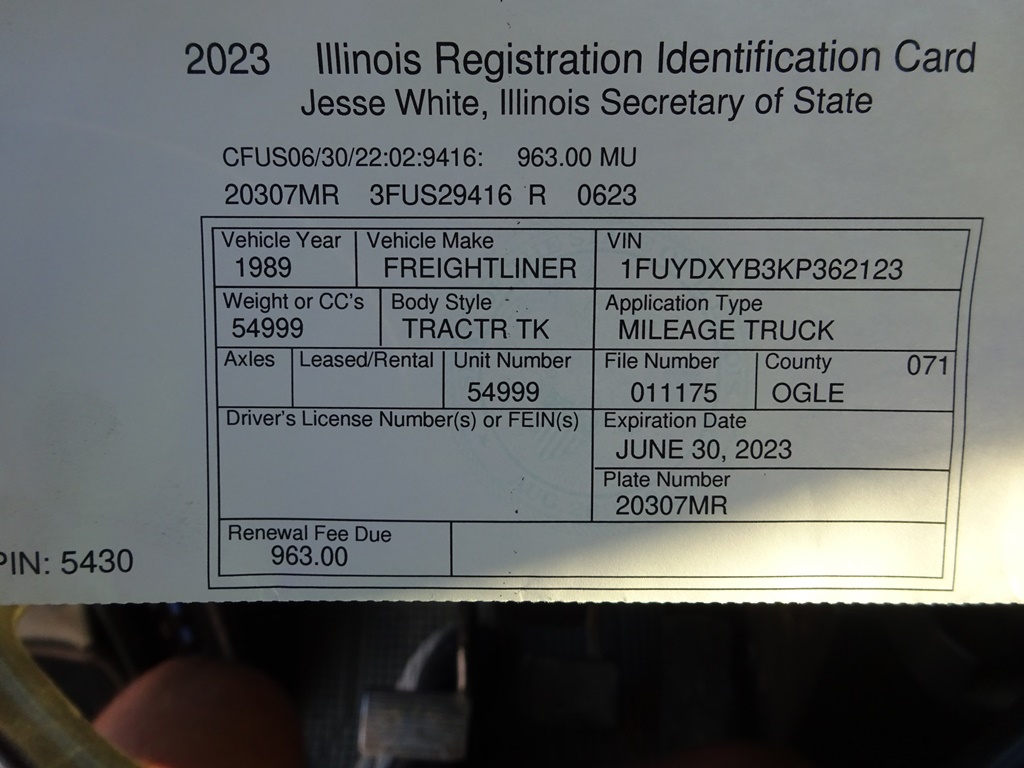 2023 Illinois Registration Identification Card
Jesse White, Illinois Secretary of State
CFUS06/30/22:02:9416: 963.00 MU
20307MR 3FUS29416 R 0623
Vehicle Year Vehicle Make VIN
1989 FREIGHTLINER 1FUYDXYB3KP362123
Weight or CC's Body Style Application Type
54999 TRACTR TK MILEAGE TRUCK
Axles Leased/Rental Unit Number File Number County 071
54999 011175 OGLE
Driver's License Number(s) or FEIN(s) Expiration Date
JUNE 30, 2023
Plate Number
20307MR
Renewal Fee Due
963.00
PIN: 5430